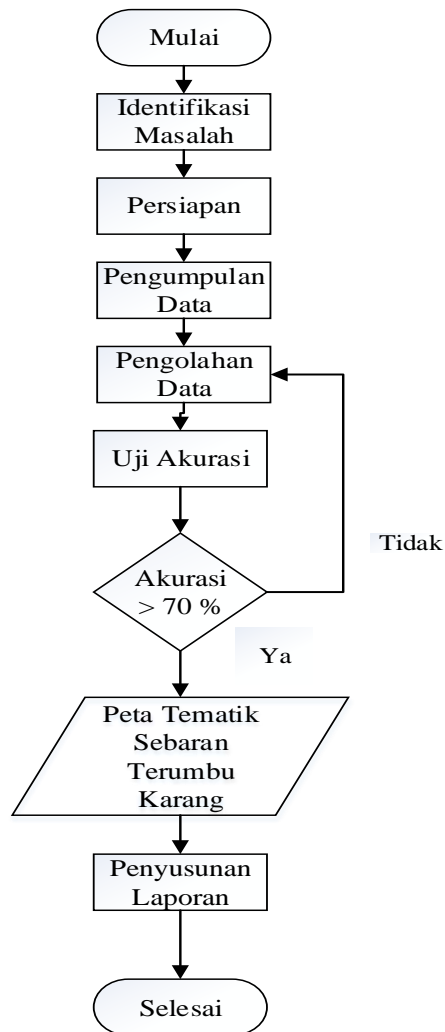 Mulai
Identifikasi
Masalah
Persiapan
Pengumpulan
Data
Pengolahan
Data
Uji Akurasi
Tidak
Akurasi
> 70 %
Ya
Peta Tematik
Sebaran
Terumbu
Karang
Penyusunan
Laporan
Selesai